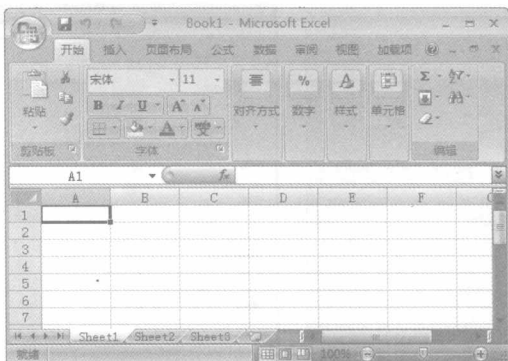 Book1 - Microsoft Excel
开始 插入 页面布局 公式 数据 审阅 视图 加载项
宋体 11 Σ
B I U A A %  A
粘贴 对齐方式 数字 样式 单元格
A 变
剪贴板 字体 编辑
A1 fx
A B C D E F G
1
2
3
4
5
6
7
Sheet1 Sheet2 Sheet3
就绪 100%